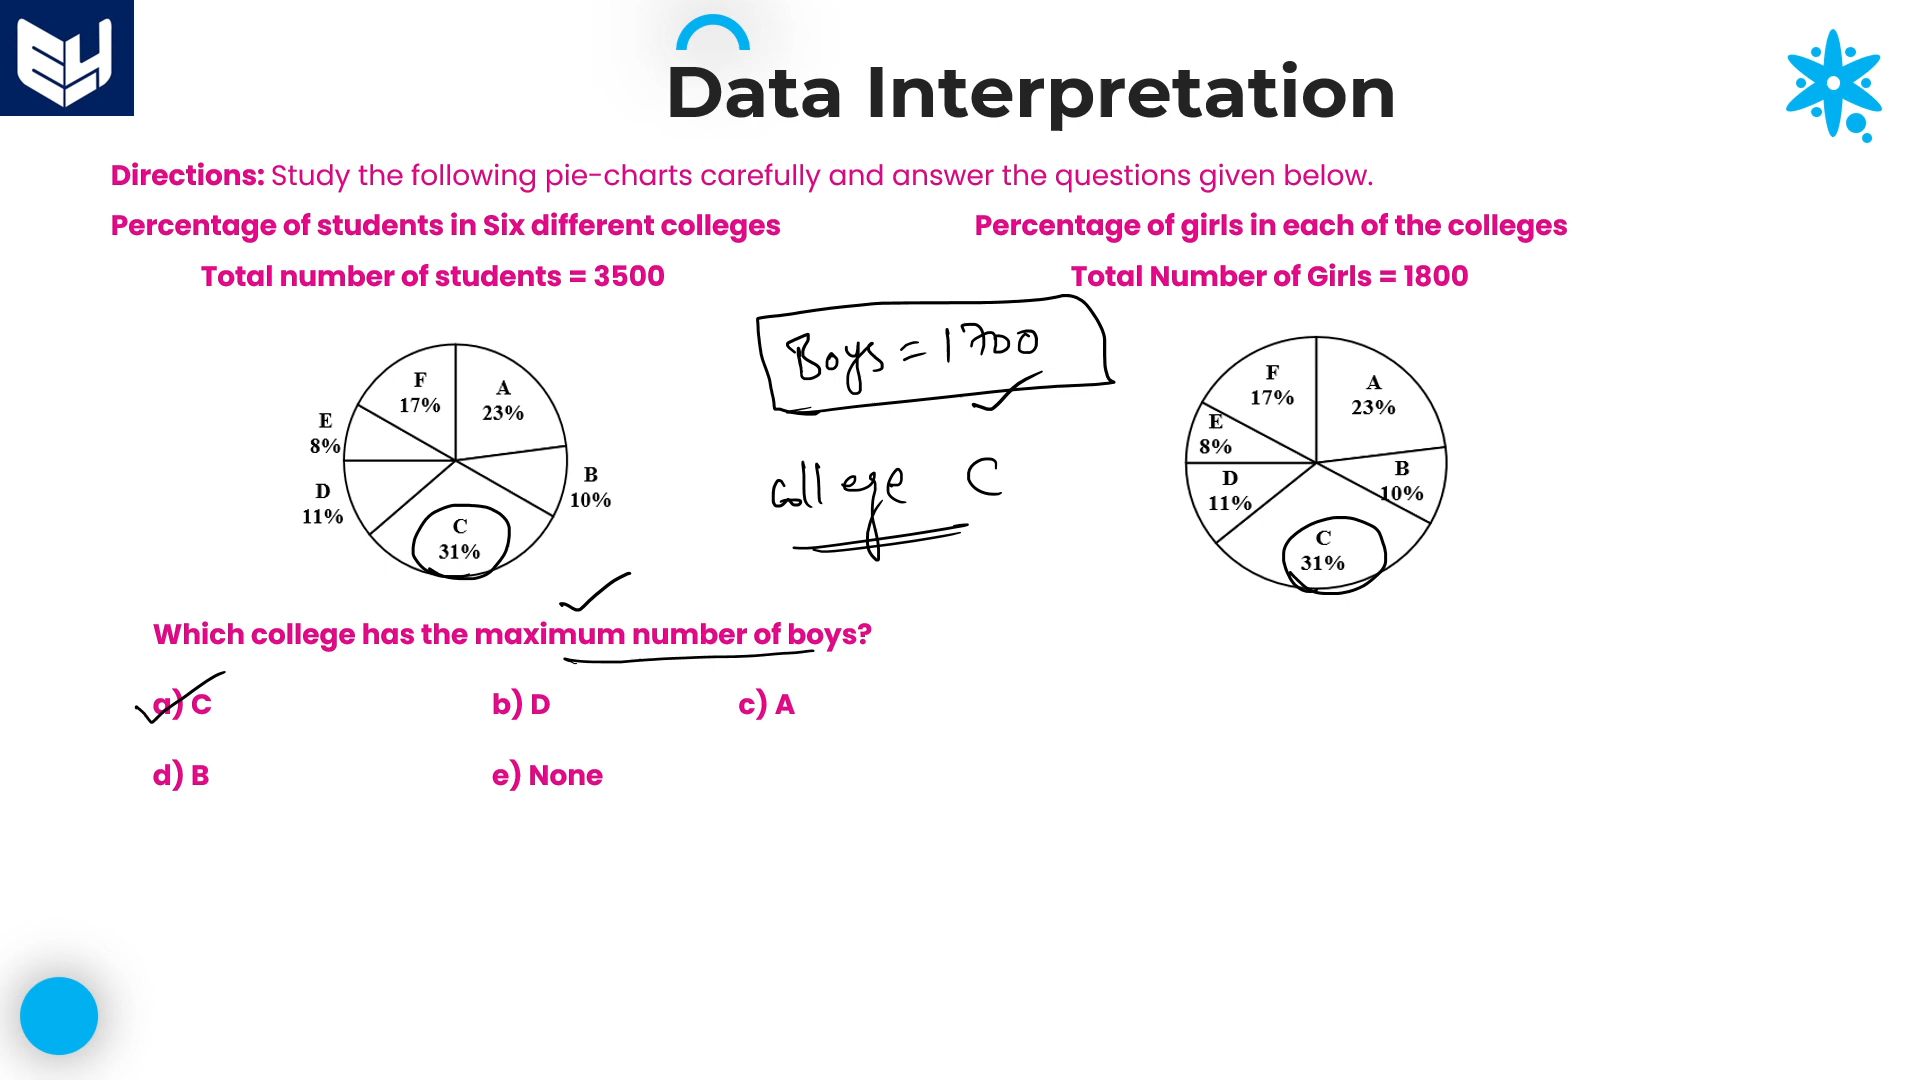 Data Interpretation
Directions: Study the following pie-charts carefully and answer the questions given below.
Percentage of students in Six different colleges
Total number of students = 3500
Percentage of girls in each of the colleges
Total Number of Girls = 1800
F
17%
A
23%
E
8%
B
10%
D
11%
C
31%
Boys = 1700
college C
F
17%
A
23%
E
8%
B
10%
D
11%
C
31%
Which college has the maximum number of boys?
a) C
b) D
c) A
d) B
e) None